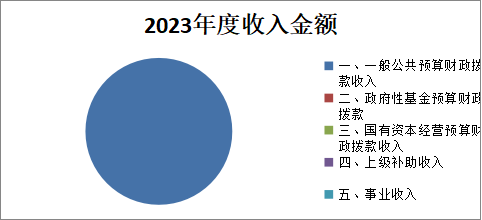 2023年度收入金额
一、一般公共预算财政拨
款收入
二、政府性基金预算财政
拨款
三、国有资本经营预算财
政拨款收入
四、上级补助收入
五、事业收入